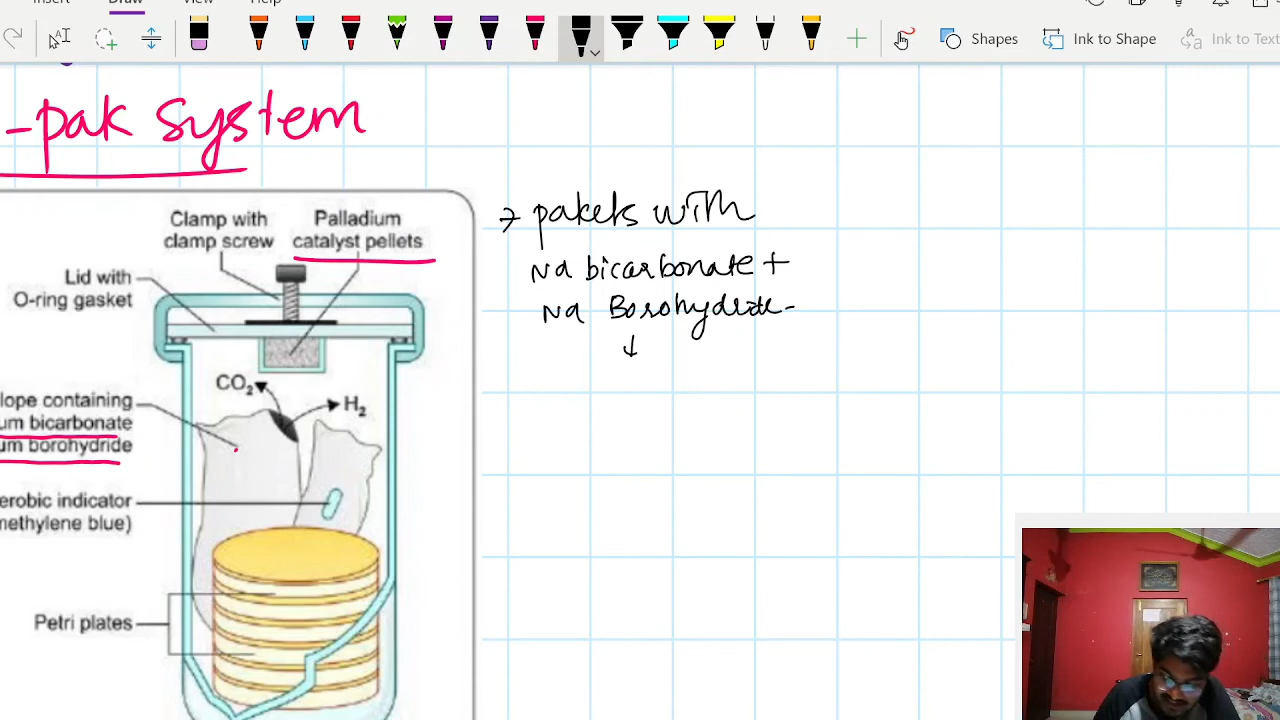 Insert Draw View Help
Shapes Ink to Shape Ink to Text
-pak system
Clamp with
clamp screw
Palladium
catalyst pellets
Lid with
O-ring gasket
CO₂
H₂
lope containing
um bicarbonate
um borohydride
erobic indicator
methylene blue)
Petri plates
→ pakets with
Na bicarbonate +
Na Borohydride-
↓